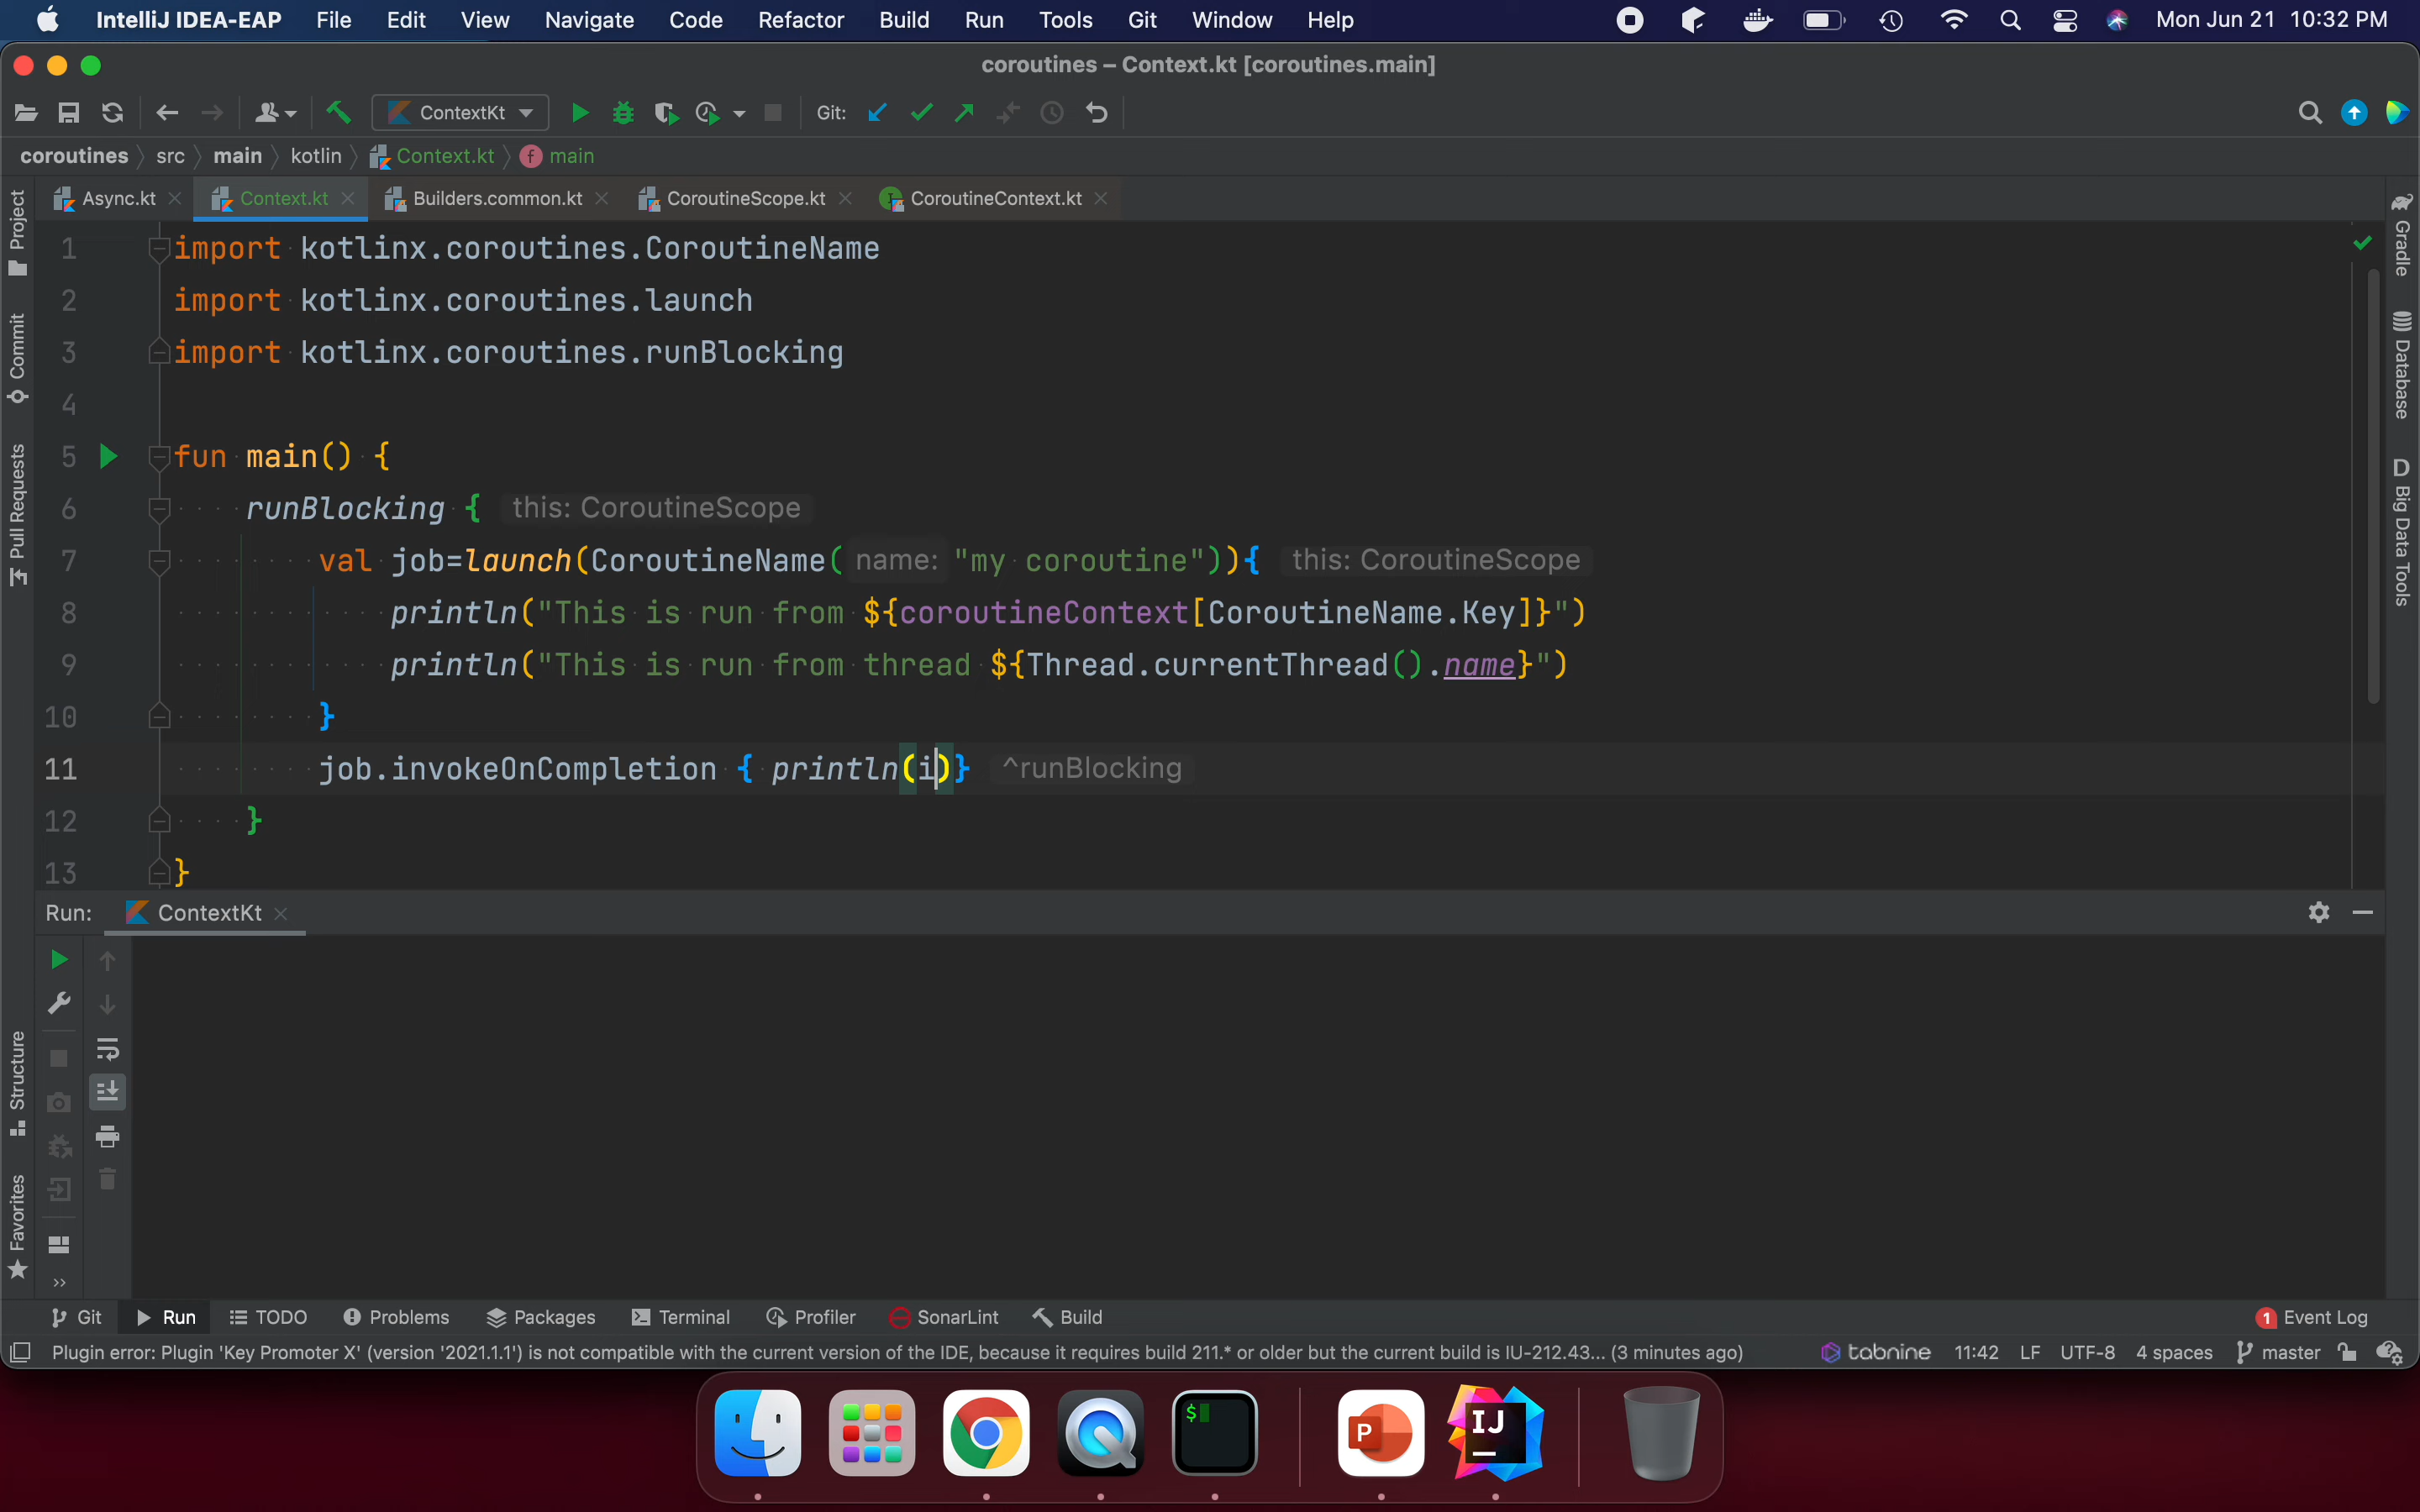 IntelliJ IDEA-EAP File Edit View Navigate Code Refactor Build Run Tools Git Window Help Mon Jun 21 10:32 PM
coroutines – Context.kt [coroutines.main]
ContextKt Git:
coroutines src main kotlin Context.kt f main
Async.kt Context.kt Builders.common.kt CoroutineScope.kt CoroutineContext.kt
1 import kotlinx.coroutines.CoroutineName
2 import kotlinx.coroutines.launch
3 import kotlinx.coroutines.runBlocking
4
5 fun main() {
6 runBlocking { this: CoroutineScope
7 val job=launch(CoroutineName( name: "my coroutine")){ this: CoroutineScope
8 println("This is run from ${coroutineContext[CoroutineName.Key]}")
9 println("This is run from thread ${Thread.currentThread().name}")
10 }
11 job.invokeOnCompletion { println(i)} ^runBlocking
12 }
13 }
Project
Commit
Pull Requests
Structure
Favorites
Gradle
Database
D Big Data Tools
Run: ContextKt
Git Run TODO Problems Packages Terminal Profiler SonarLint Build 1 Event Log
Plugin error: Plugin 'Key Promoter X' (version '2021.1.1') is not compatible with the current version of the IDE, because it requires build 211.* or older but the current build is IU-212.43... (3 minutes ago) tabnine 11:42 LF UTF-8 4 spaces master
$ P IJ